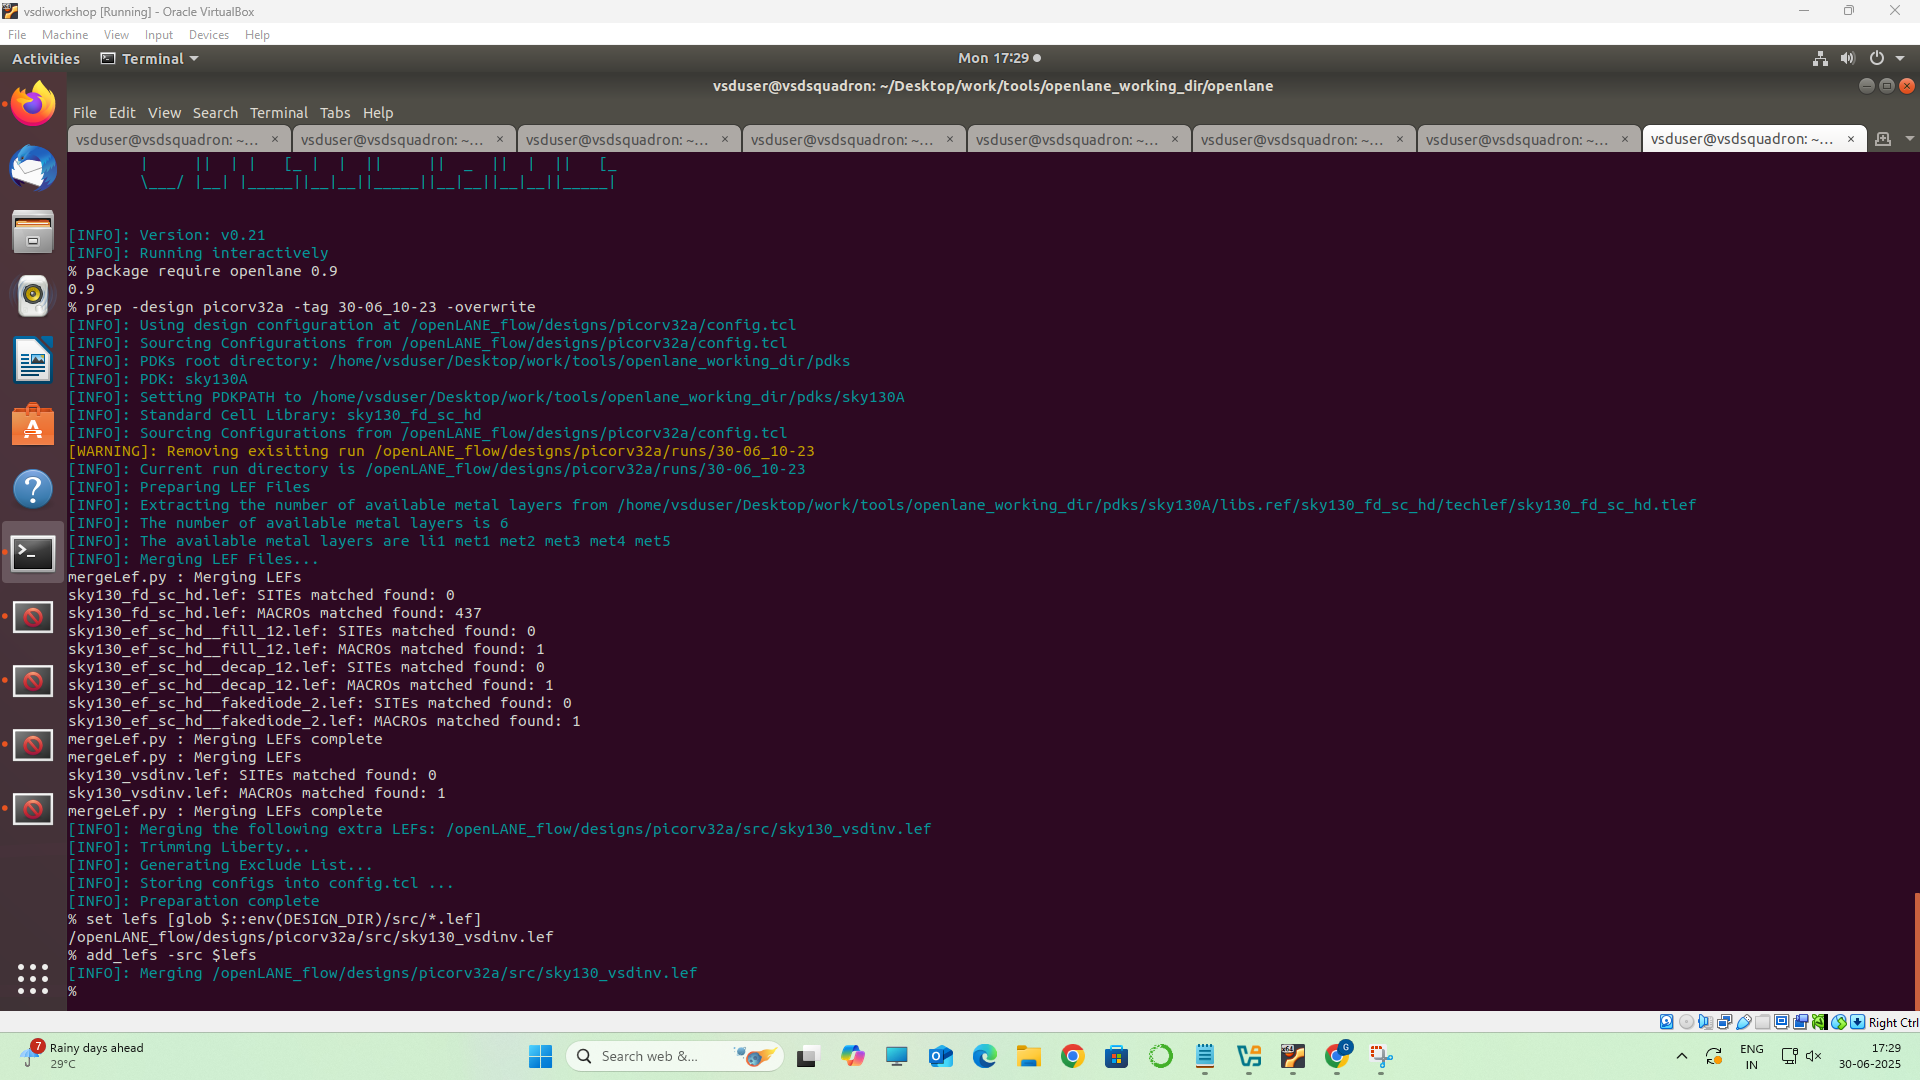 vsdiworkshop [Running] - Oracle VirtualBox
File Machine View Input Devices Help
Activities Terminal Mon 17:29
vsduser@vsdsquadron: ~/Desktop/work/tools/openlane_working_dir/openlane
File Edit View Search Terminal Tabs Help
vsduser@vsdsquadron: ~... × vsduser@vsdsquadron: ~... × vsduser@vsdsquadron: ~... × vsduser@vsdsquadron: ~... × vsduser@vsdsquadron: ~... × vsduser@vsdsquadron: ~... × vsduser@vsdsquadron: ~... × vsduser@vsdsquadron: ~... ×
[INFO]: Version: v0.21
[INFO]: Running interactively
% package require openlane 0.9
0.9
% prep -design picorv32a -tag 30-06_10-23 -overwrite
[INFO]: Using design configuration at /openLANE_flow/designs/picorv32a/config.tcl
[INFO]: Sourcing Configurations from /openLANE_flow/designs/picorv32a/config.tcl
[INFO]: PDKs root directory: /home/vsduser/Desktop/work/tools/openlane_working_dir/pdks
[INFO]: PDK: sky130A
[INFO]: Setting PDKPATH to /home/vsduser/Desktop/work/tools/openlane_working_dir/pdks/sky130A
[INFO]: Standard Cell Library: sky130_fd_sc_hd
[INFO]: Sourcing Configurations from /openLANE_flow/designs/picorv32a/config.tcl
[WARNING]: Removing exisiting run /openLANE_flow/designs/picorv32a/runs/30-06_10-23
[INFO]: Current run directory is /openLANE_flow/designs/picorv32a/runs/30-06_10-23
[INFO]: Preparing LEF Files
[INFO]: Extracting the number of available metal layers from /home/vsduser/Desktop/work/tools/openlane_working_dir/pdks/sky130A/libs.ref/sky130_fd_sc_hd/techlef/sky130_fd_sc_hd.tlef
[INFO]: The number of available metal layers is 6
[INFO]: The available metal layers are li1 met1 met2 met3 met4 met5
[INFO]: Merging LEF Files...
mergeLef.py : Merging LEFs
sky130_fd_sc_hd.lef: SITEs matched found: 0
sky130_fd_sc_hd.lef: MACROs matched found: 437
sky130_ef_sc_hd__fill_12.lef: SITEs matched found: 0
sky130_ef_sc_hd__fill_12.lef: MACROs matched found: 1
sky130_ef_sc_hd__decap_12.lef: SITEs matched found: 0
sky130_ef_sc_hd__decap_12.lef: MACROs matched found: 1
sky130_ef_sc_hd__fakediode_2.lef: SITEs matched found: 0
sky130_ef_sc_hd__fakediode_2.lef: MACROs matched found: 1
mergeLef.py : Merging LEFs complete
mergeLef.py : Merging LEFs
sky130_vsdinv.lef: SITEs matched found: 0
sky130_vsdinv.lef: MACROs matched found: 1
mergeLef.py : Merging LEFs complete
[INFO]: Merging the following extra LEFs: /openLANE_flow/designs/picorv32a/src/sky130_vsdinv.lef
[INFO]: Trimming Liberty...
[INFO]: Generating Exclude List...
[INFO]: Storing configs into config.tcl ...
[INFO]: Preparation complete
% set lefs [glob $::env(DESIGN_DIR)/src/*.lef]
/openLANE_flow/designs/picorv32a/src/sky130_vsdinv.lef
% add_lefs -src $lefs
[INFO]: Merging /openLANE_flow/designs/picorv32a/src/sky130_vsdinv.lef
%
Right Ctrl
7 Rainy days ahead
29°C
Search web &...
G
ENG
IN
17:29
30-06-2025